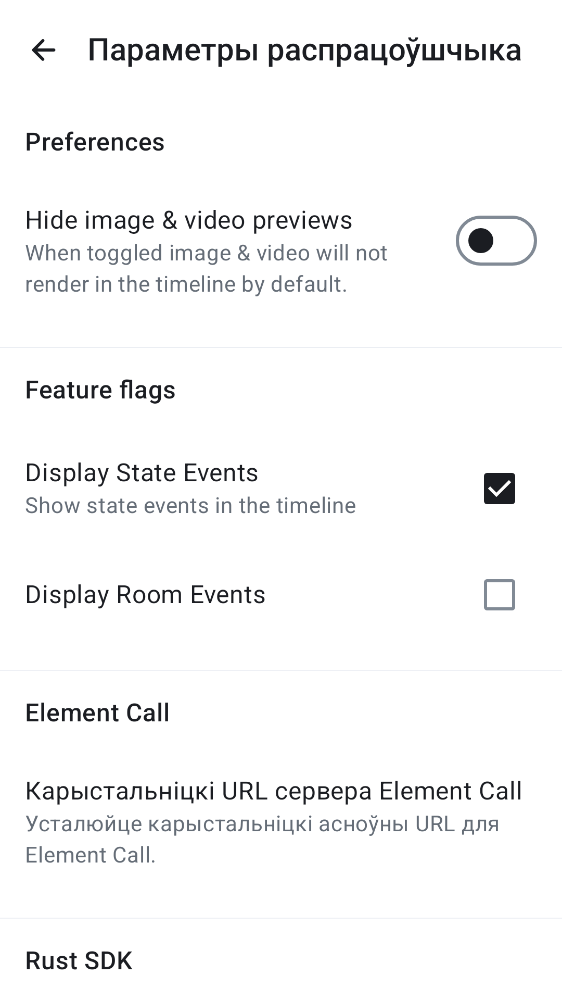 Параметры распрацоўшчыка
Preferences
Hide image & video previews
When toggled image & video will not
render in the timeline by default.
Feature flags
Display State Events
Show state events in the timeline
Display Room Events
Element Call
Карыстальніцкі URL сервера Element Call
Усталюйце карыстальніцкі асноўны URL для
Element Call.
Rust SDK